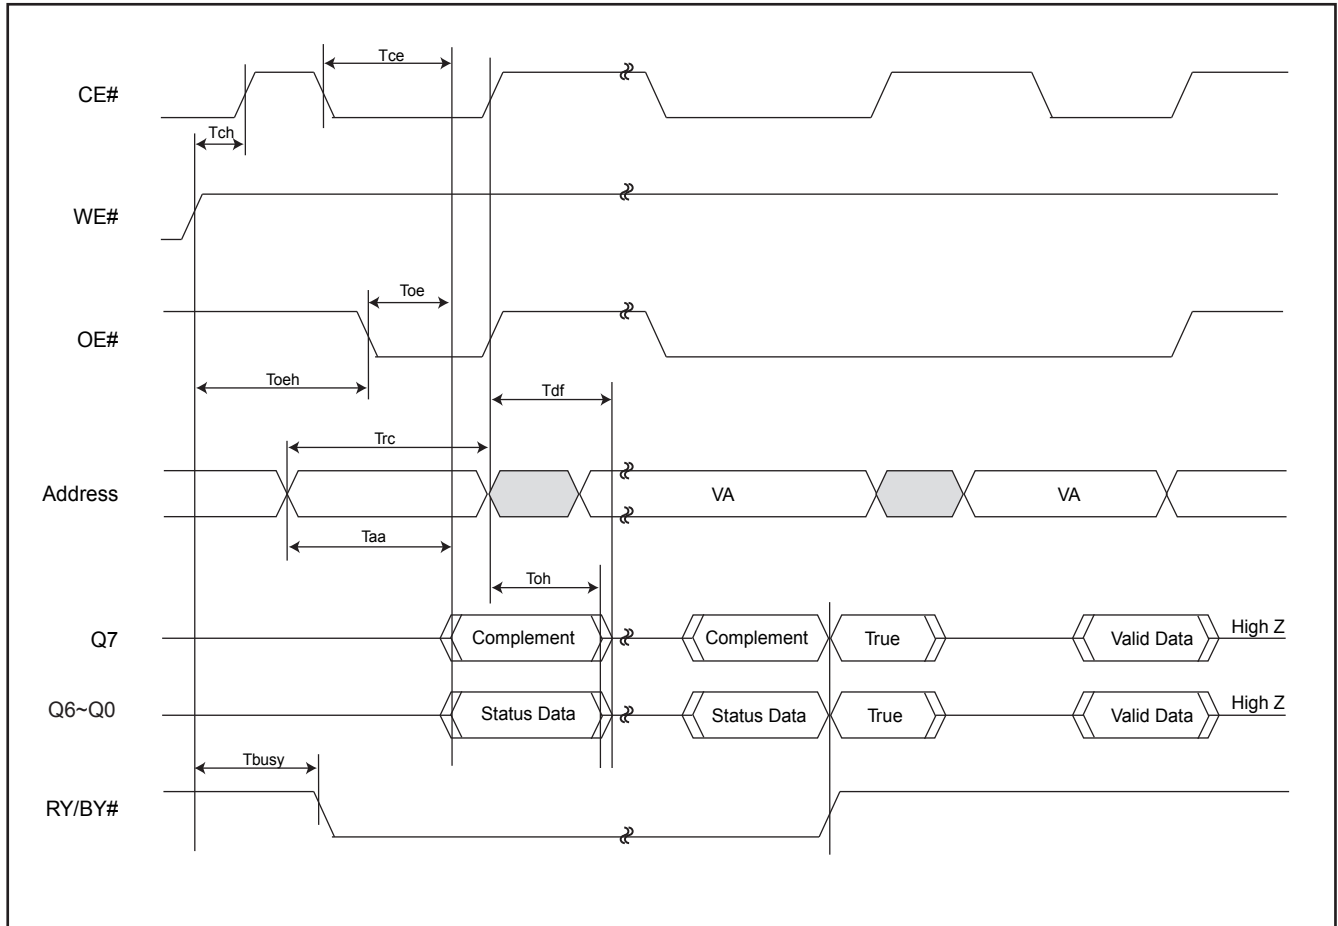 Tce
CE#
Tch
WE#
Toe
OE#
Toeh
Tdf
Trc
Address
VA
VA
Taa
Toh
Q7
Complement
Complement
True
Valid Data
High Z
Q6~Q0
Status Data
Status Data
True
Valid Data
High Z
Tbusy
RY/BY#